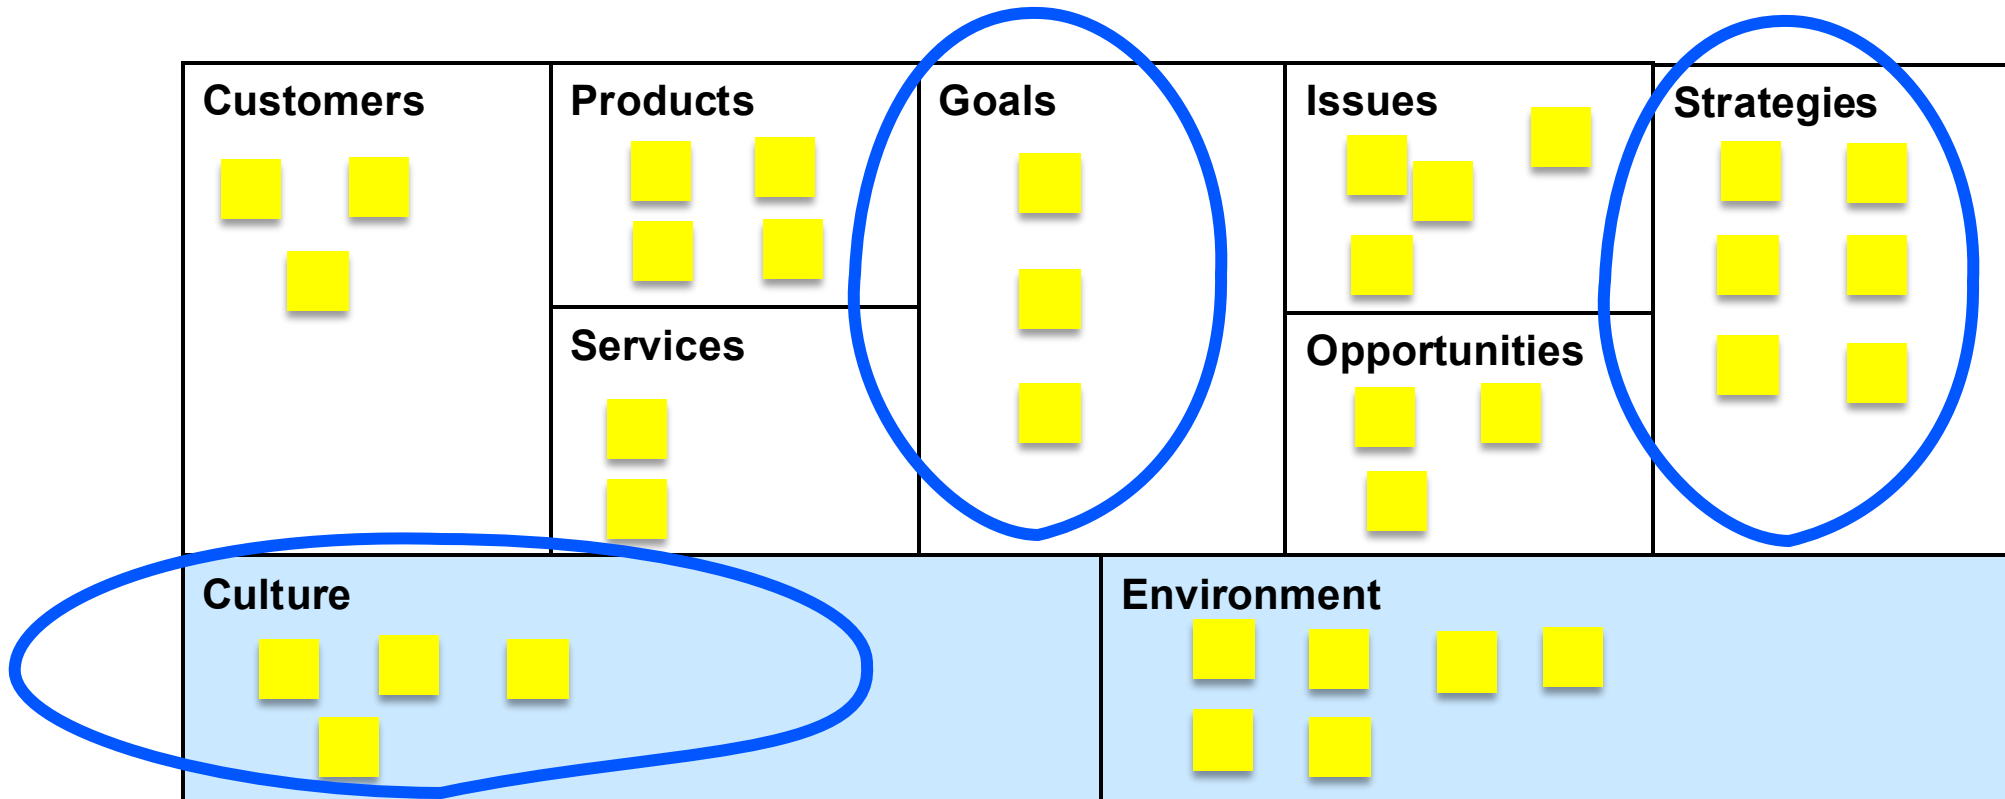 Customers
Products
Goals
Issues
Strategies
Services
Opportunities
Culture
Environment